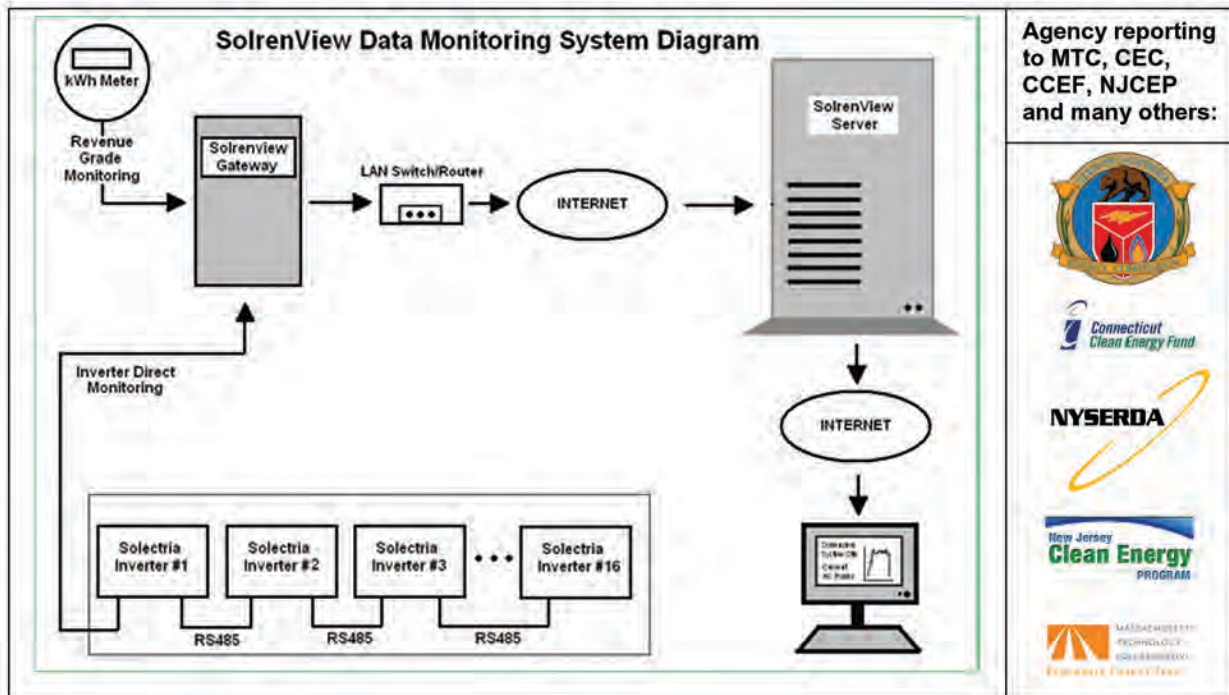 SolrenView Data Monitoring System Diagram
kWh Meter
Revenue
Grade
Monitoring
Solrenview
Gateway
LAN Switch/Router
INTERNET
SolrenView
Server
Inverter Direct
Monitoring
INTERNET
Solectria
Inverter #1
Solectria
Inverter #2
Solectria
Inverter #3
Solectria
Inverter #16
RS485
RS485
RS485
Agency reporting
to MTC, CEC,
CCEF, NJCEP
and many others:
Connecticut
Clean Energy Fund
NYSERDA
New Jersey
Clean Energy
PROGRAM
MASSACHUSETTS
TECHNOLOGY
COLLABORATIVE